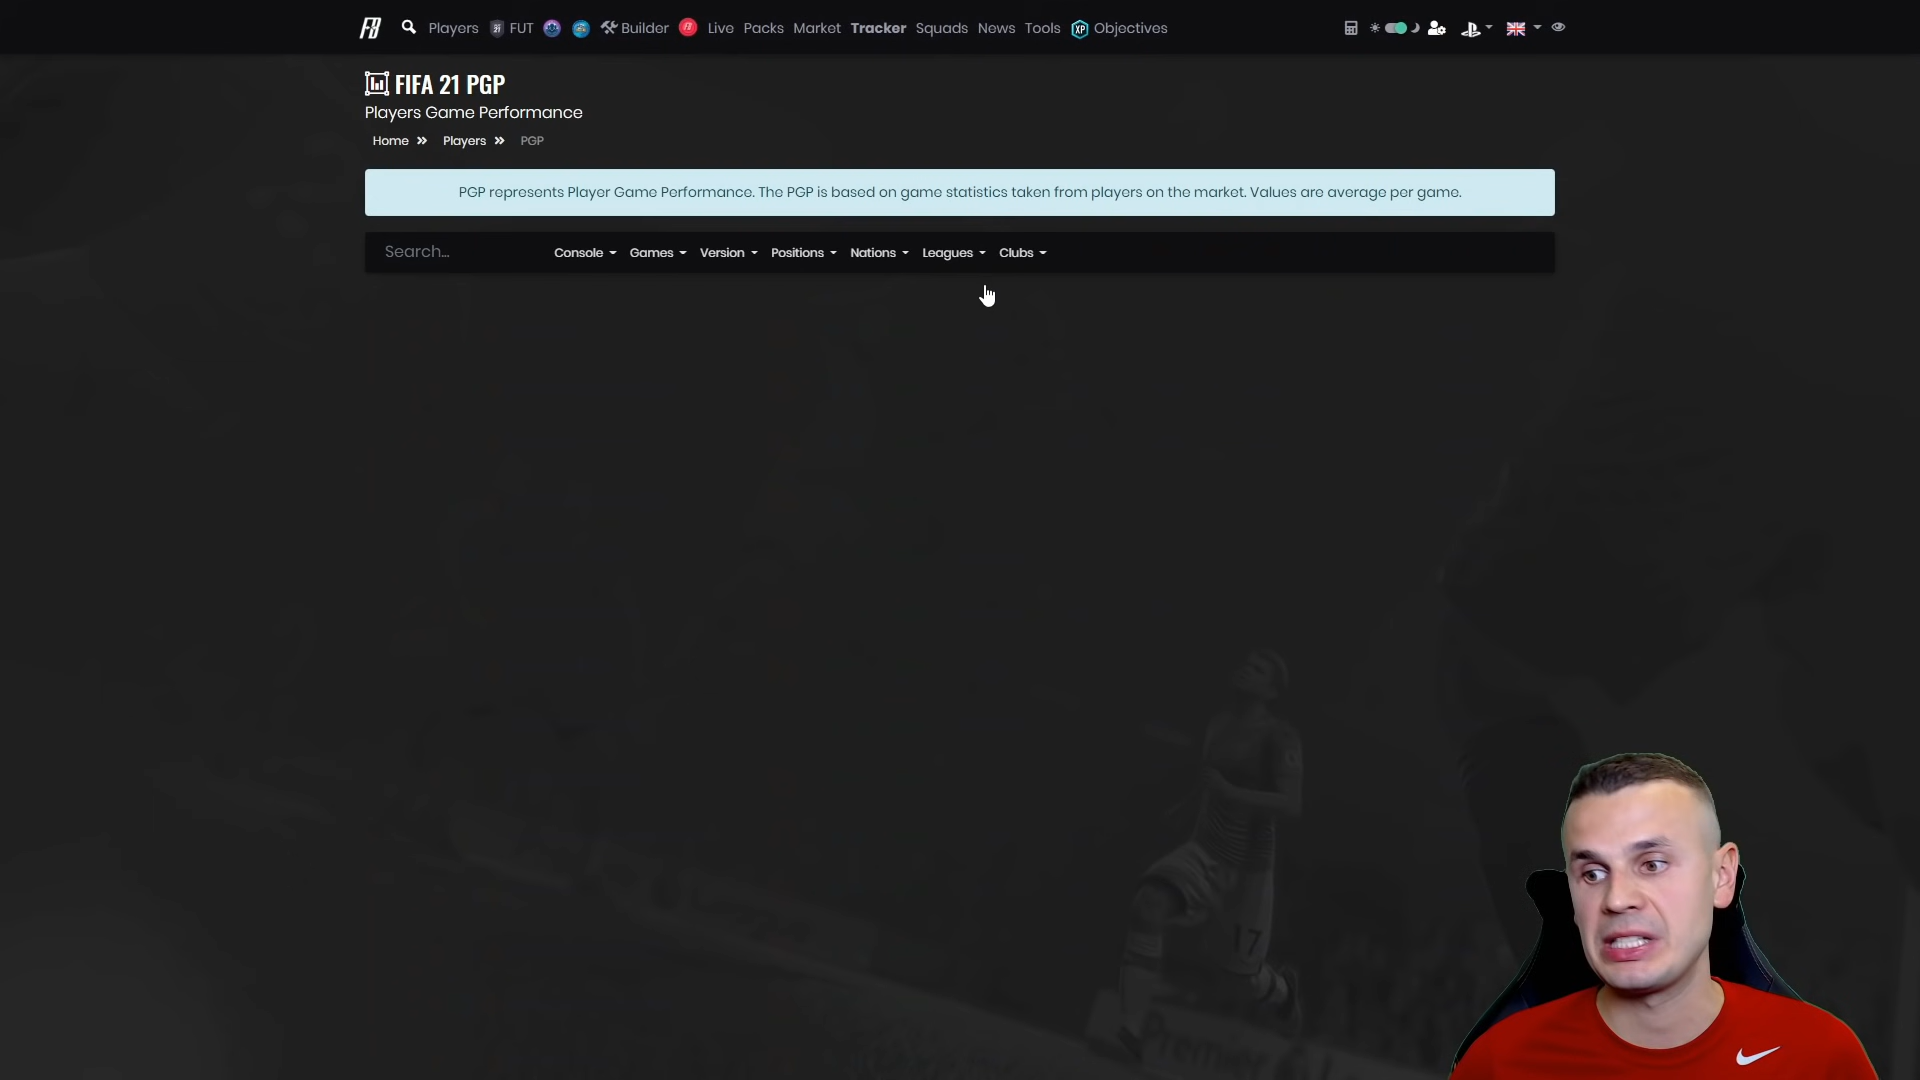 Players FUT Builder Live Packs Market Tracker Squads News Tools XP Objectives
FIFA 21 PGP
Players Game Performance
Home » Players » PGP
PGP represents Player Game Performance. The PGP is based on game statistics taken from players on the market. Values are average per game.
Search... Console Games Version Positions Nations Leagues Clubs
17